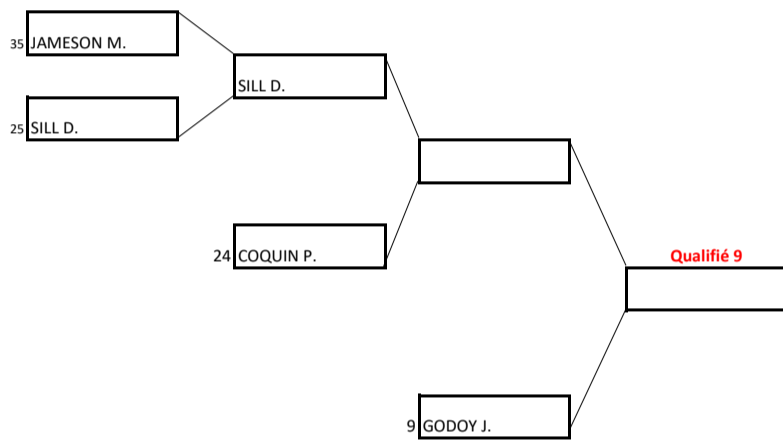 35 JAMESON M.
SILL D.
25 SILL D.
24 COQUIN P.
Qualifié 9
9 GODOY J.